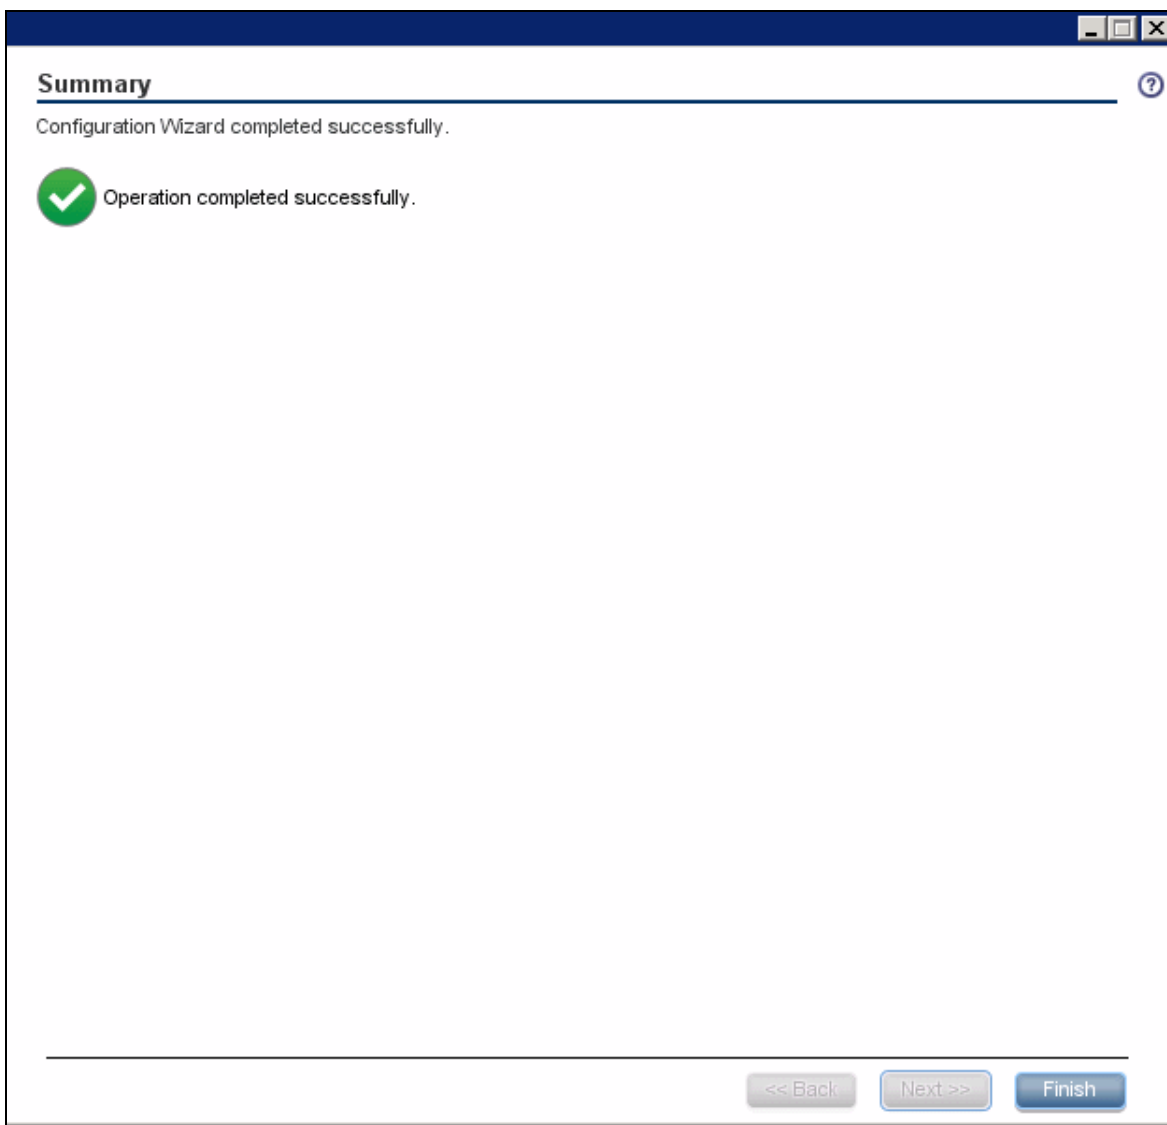 Summary
?
Configuration Wizard completed successfully.
Operation completed successfully.
<< Back
Next >>
Finish